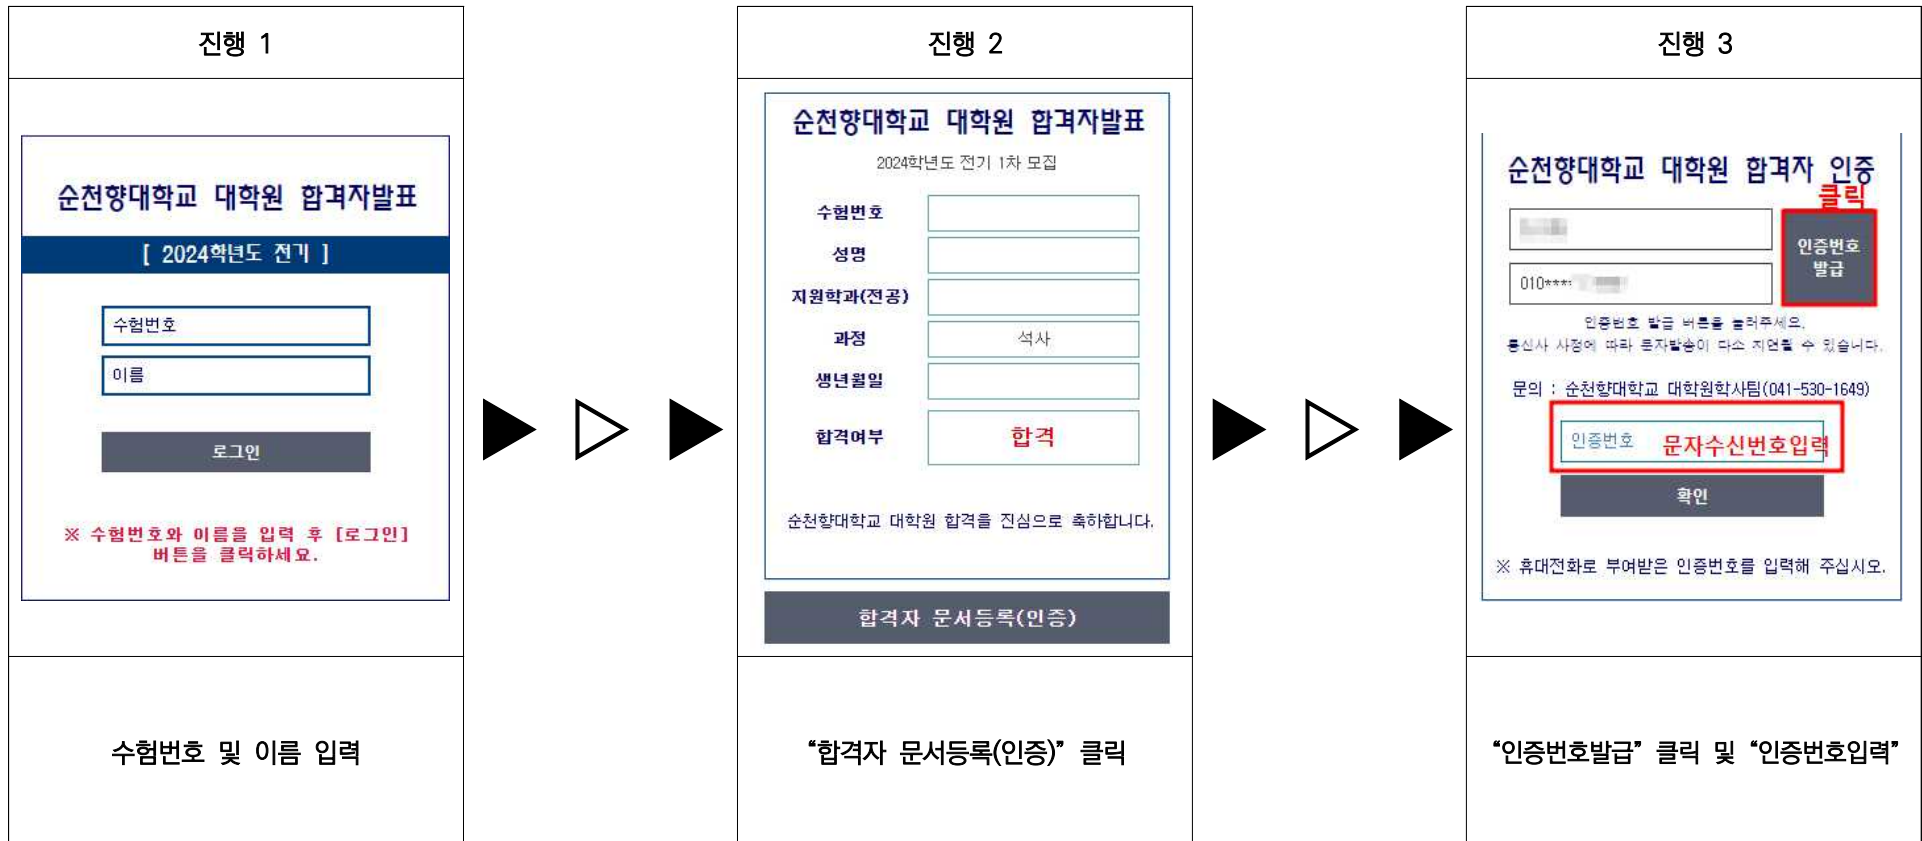 진행 1
순천향대학교 대학원 합격자발표
[ 2024학년도 전기 ]
수험번호
이름
로그인
※ 수험번호와 이름을 입력 후 [로그인]
버튼을 클릭하세요.
수험번호 및 이름 입력
진행 2
순천향대학교 대학원 합격자발표
2024학년도 전기 1차 모집
수험번호
성명
지원학과(전공)
과정 석사
생년월일
합격여부 합격
순천향대학교 대학원 합격을 진심으로 축하합니다.
합격자 문서등록(인증)
“합격자 문서등록(인증)” 클릭
진행 3
순천향대학교 대학원 합격자 인증
클릭
인증번호
발급
010****
인증번호 발급 버튼을 눌러주세요.
통신사 사정에 따라 문자발송이 다소 지연될 수 있습니다.
문의 : 순천향대학교 대학원학사팀(041-530-1649)
인증번호 문자수신번호입력
확인
※ 휴대전화로 부여받은 인증번호를 입력해 주십시오.
“인증번호발급” 클릭 및 “인증번호입력”